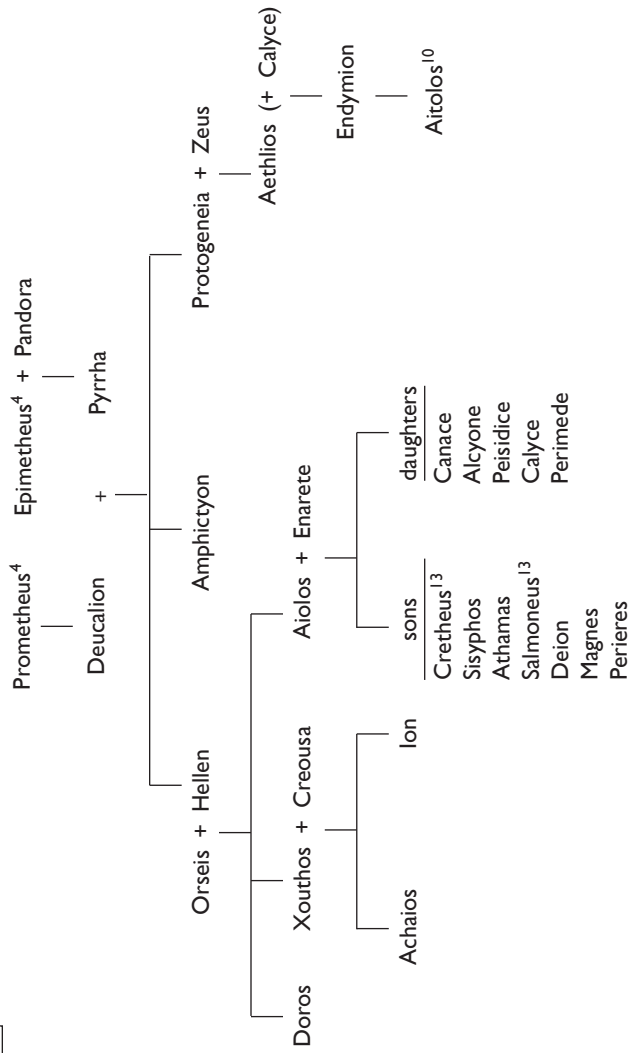 Prometheus⁴ Epimetheus⁴ + Pandora
Deucalion + Pyrrha
Orseis + Hellen Amphictyon Protogeneia + Zeus
Doros Xouthos + Creousa Aiolos + Enarete Aethlios (+ Calyce)
Achaios Ion sons daughters Endymion
Cretheus¹³ Canace
Sisyphos Alcyone
Athamas Peisidice
Salmoneus¹³ Calyce
Deion Perimede
Magnes
Perieres
Aitolos¹⁰